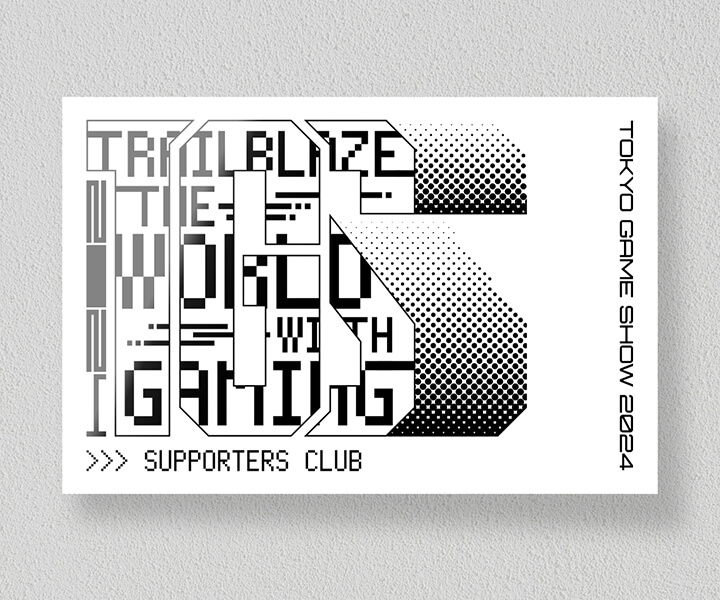 TRAILBLAZE
THE
WORLD
WITH
GAMING
>>> SUPPORTERS CLUB
TOKYO GAME SHOW 2024